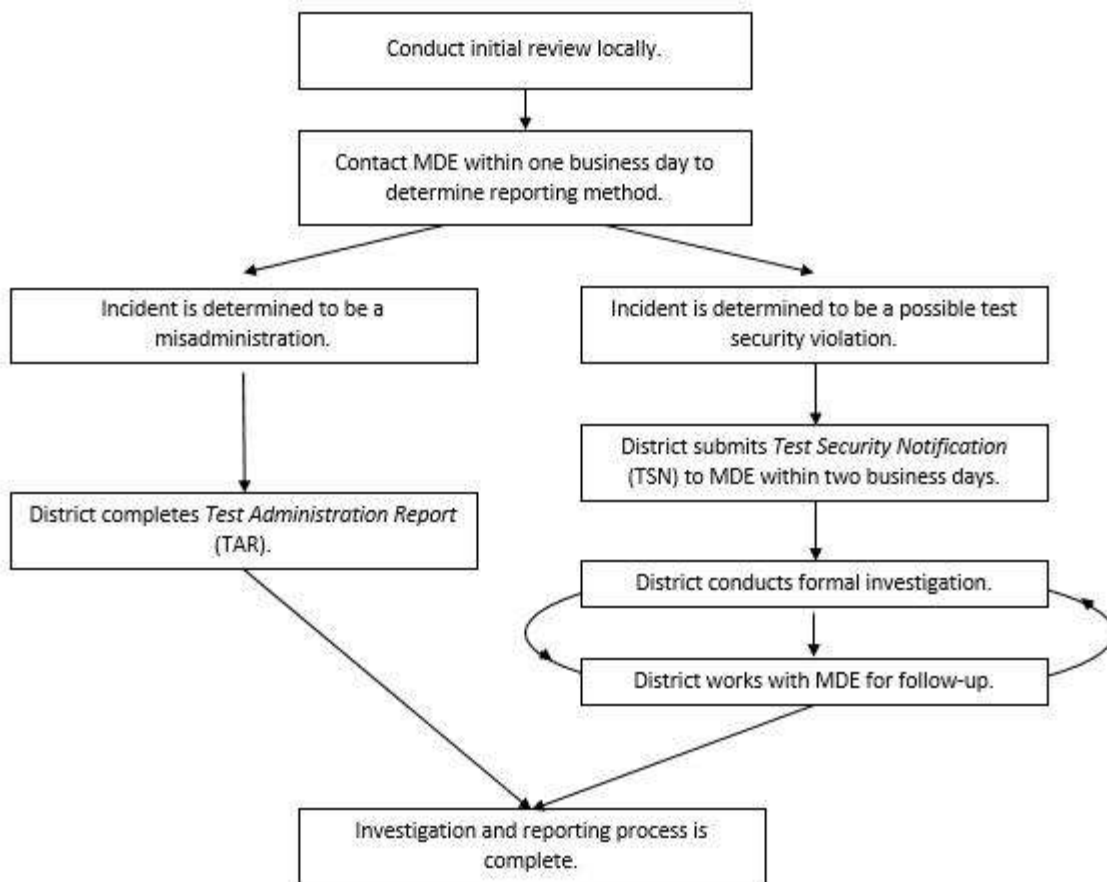 Conduct initial review locally.
Contact MDE within one business day to
determine reporting method.
Incident is determined to be a
misadministration.
Incident is determined to be a possible test
security violation.
District submits Test Security Notification
(TSN) to MDE within two business days.
District completes Test Administration Report
(TAR).
District conducts formal investigation.
District works with MDE for follow-up.
Investigation and reporting process is
complete.